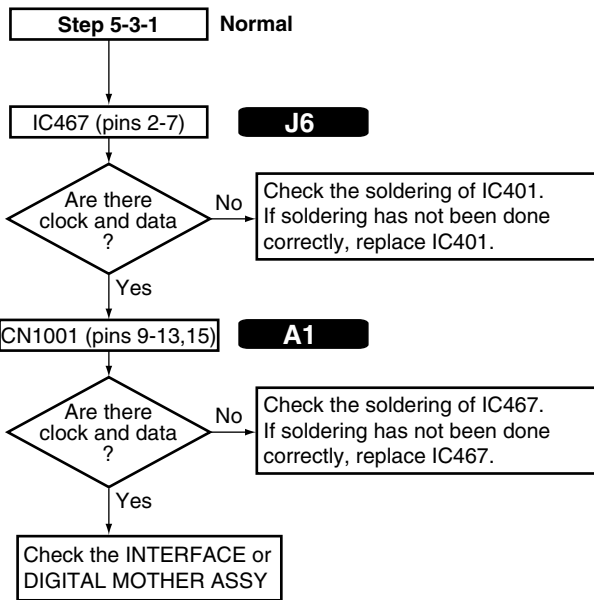 Step 5-3-1 Normal
IC467 (pins 2-7) J6
Are there
clock and data
?
No
Check the soldering of IC401.
If soldering has not been done
correctly, replace IC401.
Yes
CN1001 (pins 9-13,15) A1
Are there
clock and data
?
No
Check the soldering of IC467.
If soldering has not been done
correctly, replace IC467.
Yes
Check the INTERFACE or
DIGITAL MOTHER ASSY